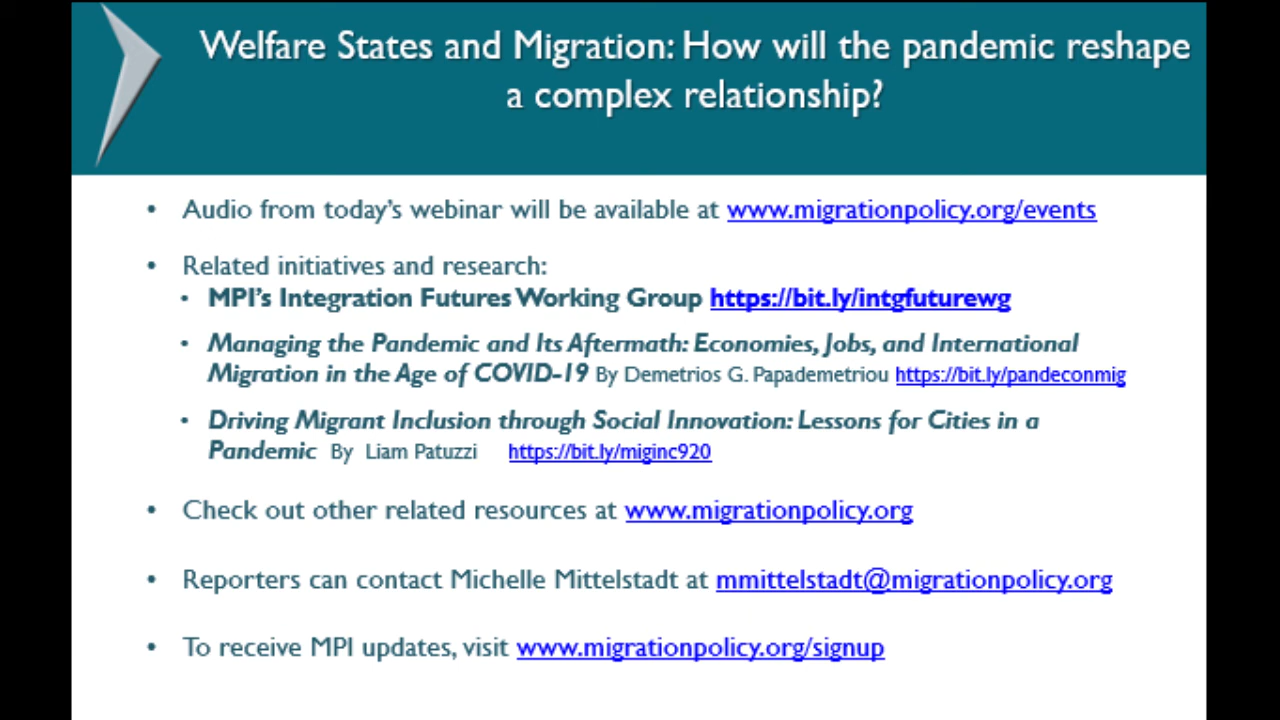 Welfare States and Migration: How will the pandemic reshape
a complex relationship?
• Audio from today's webinar will be available at www.migrationpolicy.org/events
• Related initiatives and research:
• MPI's Integration Futures Working Group https://bit.ly/intgfuturewg
• Managing the Pandemic and Its Aftermath: Economies, Jobs, and International
Migration in the Age of COVID-19 By Demetrios G. Papademetriou https://bit.ly/pandeconmig
• Driving Migrant Inclusion through Social Innovation: Lessons for Cities in a
Pandemic By Liam Patuzzi https://bit.ly/miginc920
• Check out other related resources at www.migrationpolicy.org
• Reporters can contact Michelle Mittelstadt at mmittelstadt@migrationpolicy.org
• To receive MPI updates, visit www.migrationpolicy.org/signup